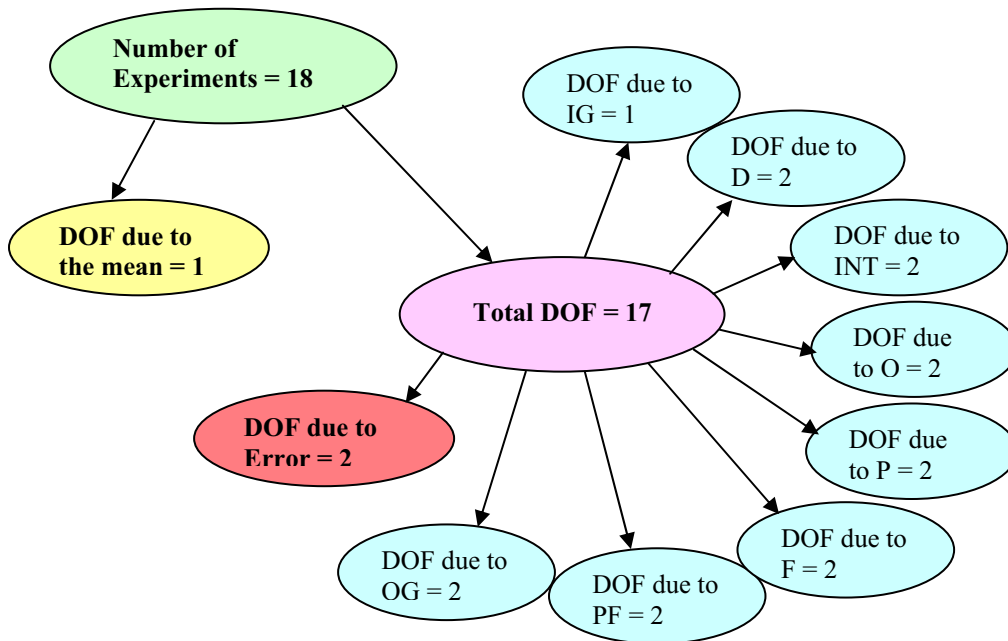 Number of
Experiments = 18
DOF due to
the mean = 1
Total DOF = 17
DOF due to
Error = 2
DOF due to
IG = 1
DOF due to
D = 2
DOF due to
INT = 2
DOF due
to O = 2
DOF due
to P = 2
DOF due to
F = 2
DOF due to
PF = 2
DOF due to
OG = 2